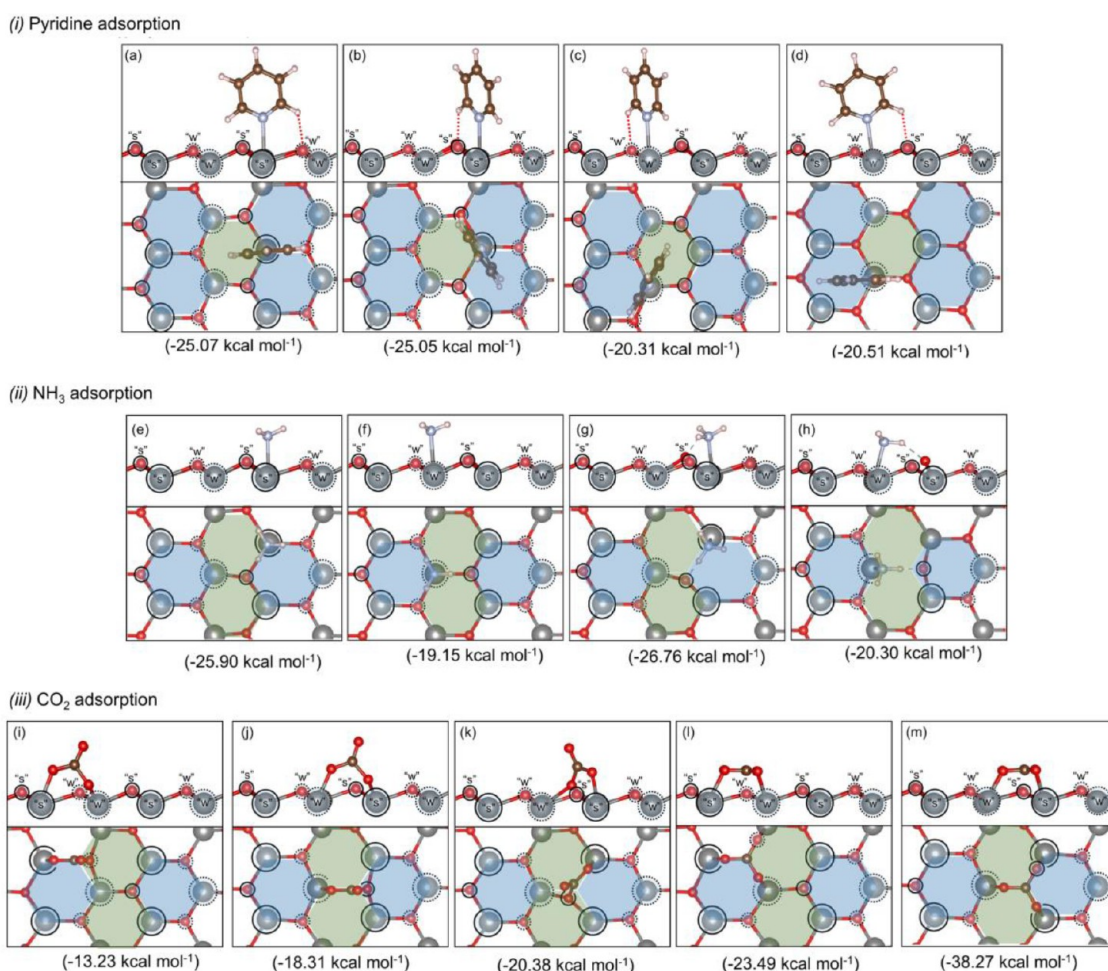 (i) Pyridine adsorption
(a) (b) (c) (d)
"S" "W" "S" "W" "S" "W" "S" "W" "S" "W" "S" "W" "S" "W" "S" "W"
"S" "W" "S" "W" "S" "W" "S" "W" "S" "W" "S" "W" "S" "W" "S" "W"
(-25.07 kcal mol⁻¹) (-25.05 kcal mol⁻¹) (-20.31 kcal mol⁻¹) (-20.51 kcal mol⁻¹)
(ii) NH₃ adsorption
(e) (f) (g) (h)
"S" "W" "S" "W" "S" "W" "S" "W" "S" "W" "S" "W" "S" "W" "S" "W"
"S" "W" "S" "W" "S" "W" "S" "W" "S" "W" "S" "W" "S" "W" "S" "W"
(-25.90 kcal mol⁻¹) (-19.15 kcal mol⁻¹) (-26.76 kcal mol⁻¹) (-20.30 kcal mol⁻¹)
(iii) CO₂ adsorption
(i) (j) (k) (l) (m)
"S" "W" "S" "W" "S" "W" "S" "W" "S" "W" "S" "W" "S" "W" "S" "W" "S" "W" "S" "W"
"S" "W" "S" "W" "S" "W" "S" "W" "S" "W" "S" "W" "S" "W" "S" "W" "S" "W" "S" "W"
(-13.23 kcal mol⁻¹) (-18.31 kcal mol⁻¹) (-20.38 kcal mol⁻¹) (-23.49 kcal mol⁻¹) (-38.27 kcal mol⁻¹)